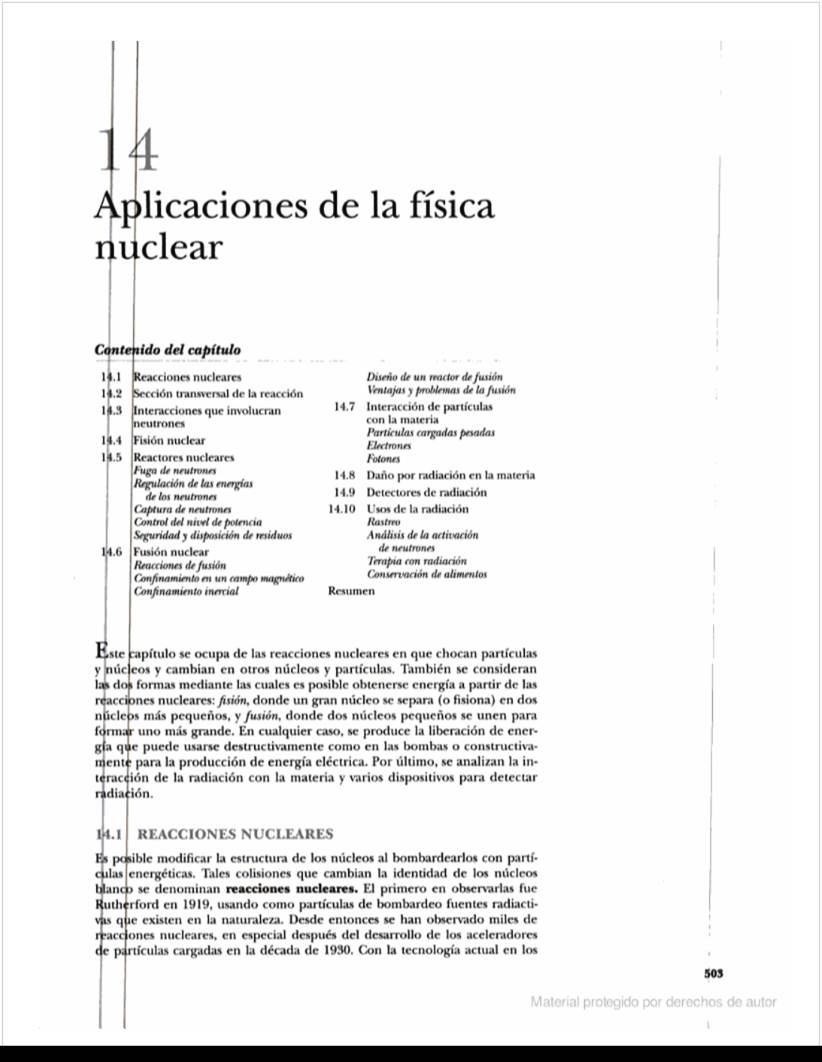 14
Aplicaciones de la física
nuclear
Contenido del capítulo
14.1 Reacciones nucleares
14.2 Sección transversal de la reacción
14.3 Interacciones que involucran
neutrones
14.4 Fisión nuclear
14.5 Reactores nucleares
Fuga de neutrones
Regulación de las energías
de los neutrones
Captura de neutrones
Control del nivel de potencia
Seguridad y disposición de residuos
14.6 Fusión nuclear
Reacciones de fusión
Confinamiento en un campo magnético
Confinamiento inercial
Diseño de un reactor de fusión
Ventajas y problemas de la fusión
14.7 Interacción de partículas
con la materia
Partículas cargadas pesadas
Electrones
Fotones
14.8 Daño por radiación en la materia
14.9 Detectores de radiación
14.10 Usos de la radiación
Rastreo
Análisis de la activación
de neutrones
Terapia con radiación
Conservación de alimentos
Resumen
Este capítulo se ocupa de las reacciones nucleares en que chocan partículas
y núcleos y cambian en otros núcleos y partículas. También se consideran
las dos formas mediante las cuales es posible obtenerse energía a partir de las
reacciones nucleares: fisión, donde un gran núcleo se separa (o fisiona) en dos
núcleos más pequeños, y fusión, donde dos núcleos pequeños se unen para
formar uno más grande. En cualquier caso, se produce la liberación de ener-
gía que puede usarse destructivamente como en las bombas o constructiva-
mente para la producción de energía eléctrica. Por último, se analizan la in-
teracción de la radiación con la materia y varios dispositivos para detectar
radiación.
14.1 REACCIONES NUCLEARES
Es posible modificar la estructura de los núcleos al bombardearlos con partí-
culas energéticas. Tales colisiones que cambian la identidad de los núcleos
blanco se denominan reacciones nucleares. El primero en observarlas fue
Rutherford en 1919, usando como partículas de bombardeo fuentes radiacti-
vas que existen en la naturaleza. Desde entonces se han observado miles de
reacciones nucleares, en especial después del desarrollo de los aceleradores
de partículas cargadas en la década de 1930. Con la tecnología actual en los
503
Material protegido por derechos de autor